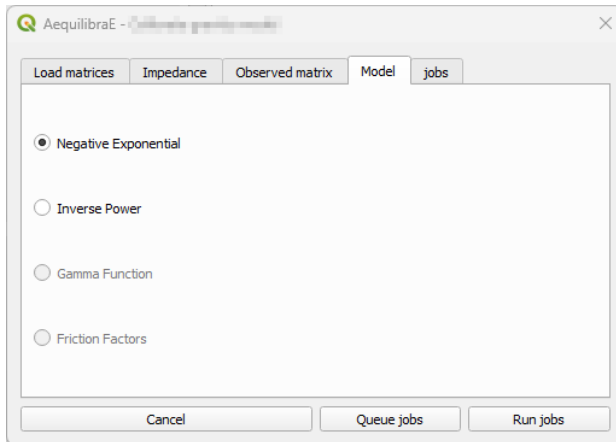 AequilibraE -
Load matrices Impedance Observed matrix Model jobs
Negative Exponential
Inverse Power
Gamma Function
Friction Factors
Cancel Queue jobs Run jobs